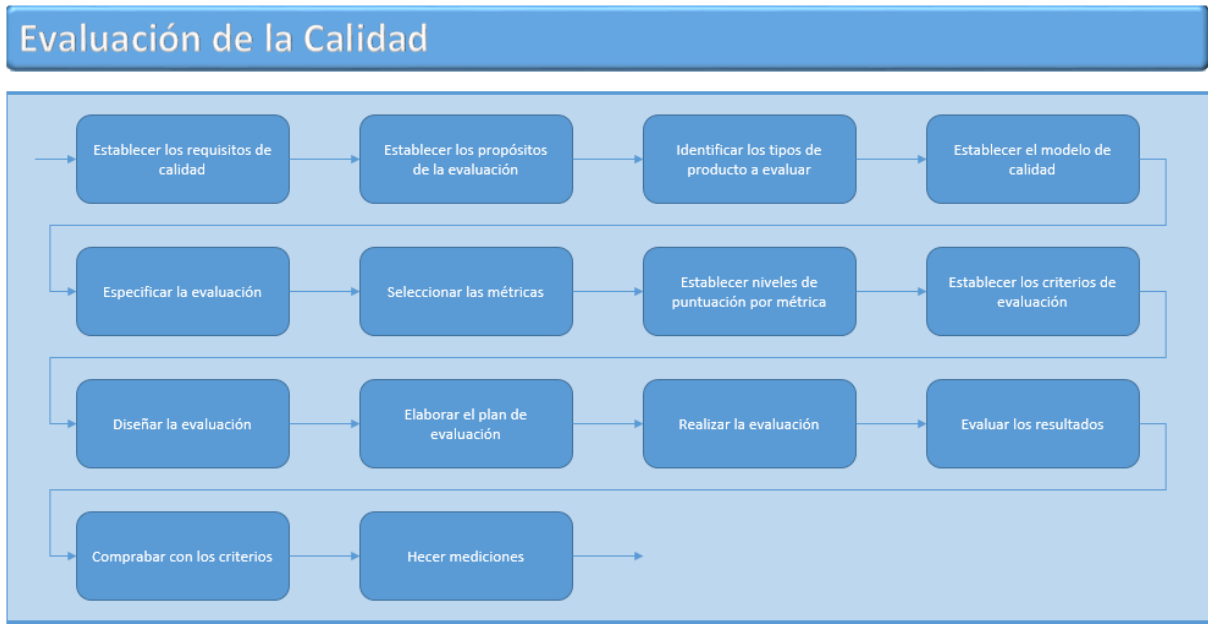 Evaluación de la Calidad
Establecer los requisitos de
calidad
Establecer los propósitos
de la evaluación
Identificar los tipos de
producto a evaluar
Establecer el modelo de
calidad
Especificar la evaluación
Seleccionar las métricas
Establecer niveles de
puntuación por métrica
Establecer los criterios de
evaluación
Diseñar la evaluación
Elaborar el plan de
evaluación
Realizar la evaluación
Evaluar los resultados
Comprabar con los criterios
Hecer mediciones